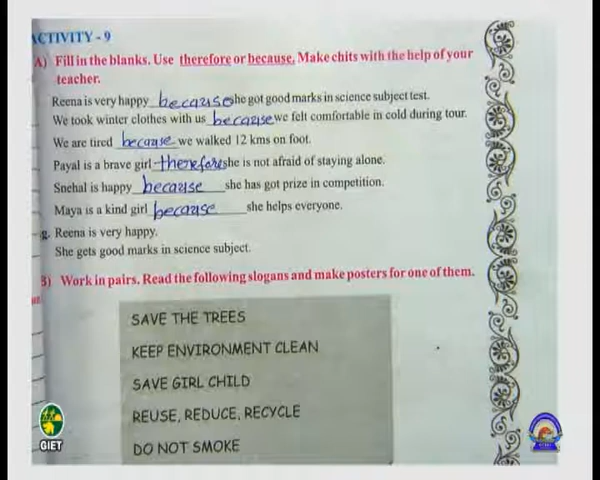 ACTIVITY - 9
A) Fill in the blanks. Use therefore or because. Make chits with the help of your
teacher.
Reena is very happy because she got good marks in science subject test.
We took winter clothes with us because we felt comfortable in cold during tour.
We are tired because we walked 12 kms on foot.
Payal is a brave girl therefore she is not afraid of staying alone.
Snehal is happy because she has got prize in competition.
Maya is a kind girl because she helps everyone.
g. Reena is very happy.
She gets good marks in science subject.
B) Work in pairs. Read the following slogans and make posters for one of them.
SAVE THE TREES
KEEP ENVIRONMENT CLEAN
SAVE GIRL CHILD
REUSE, REDUCE, RECYCLE
DO NOT SMOKE
GIET